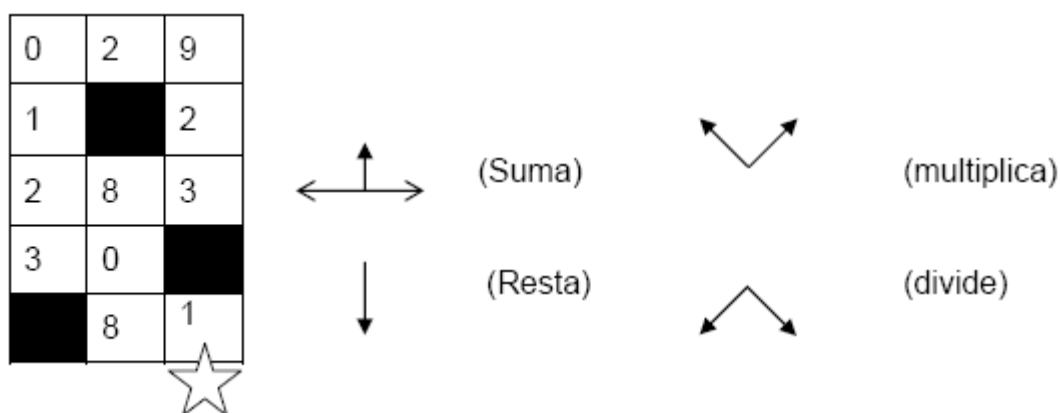 0 2 9
1 2
2 8 3
3 0
8 1
(Suma)
(multiplica)
(Resta)
(divide)